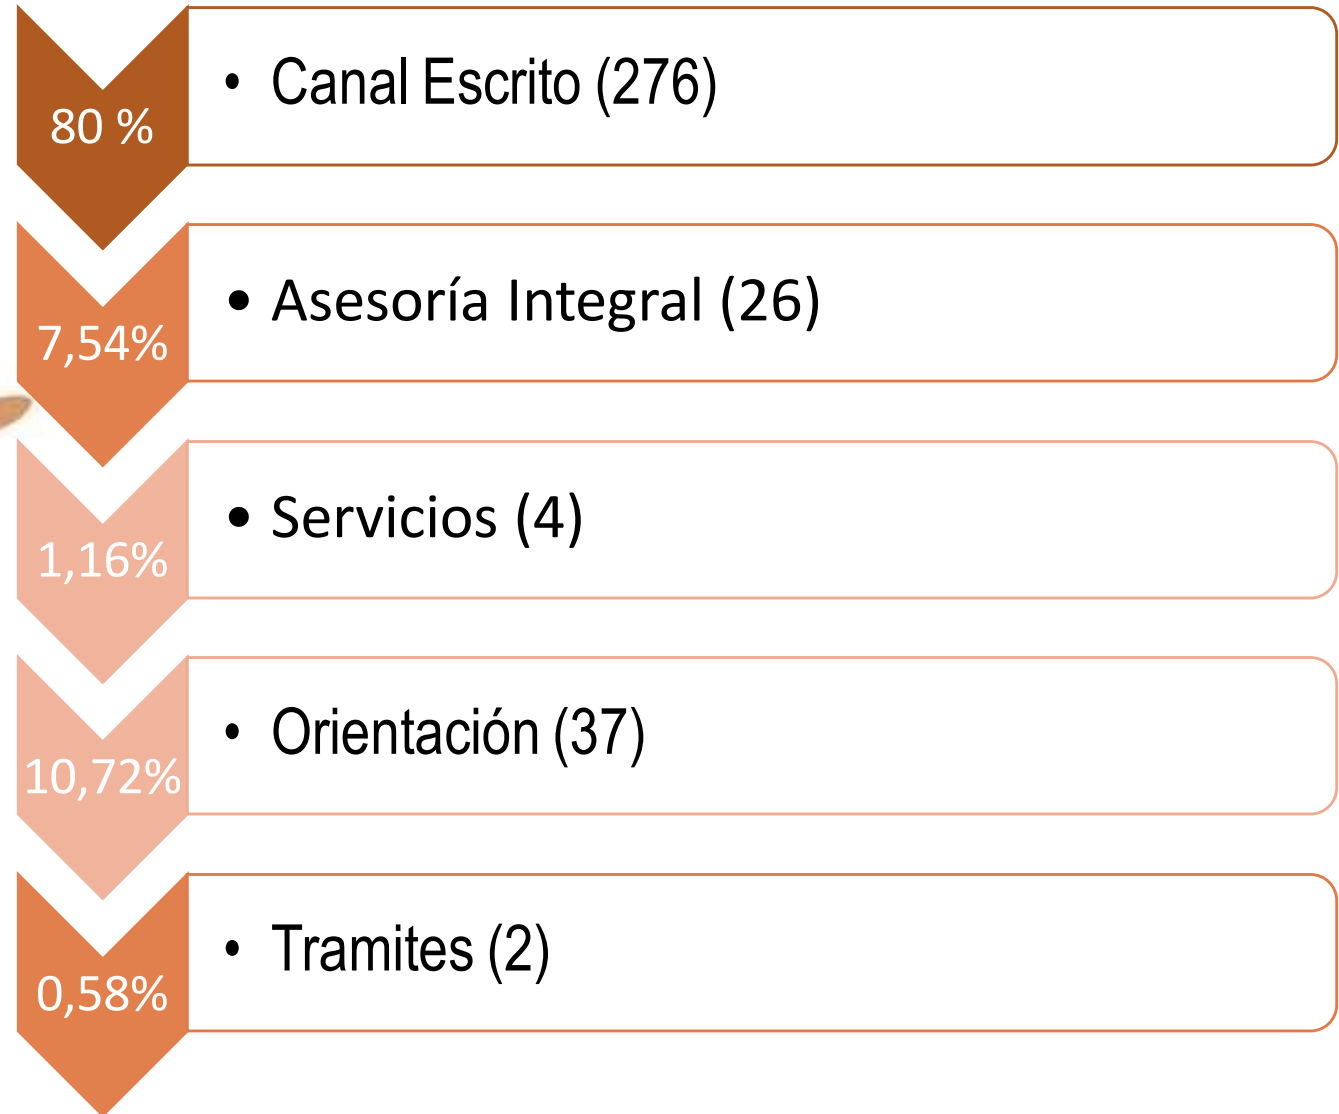 80 %
• Canal Escrito (276)
7,54%
• Asesoría Integral (26)
1,16%
• Servicios (4)
10,72%
• Orientación (37)
0,58%
• Tramites (2)